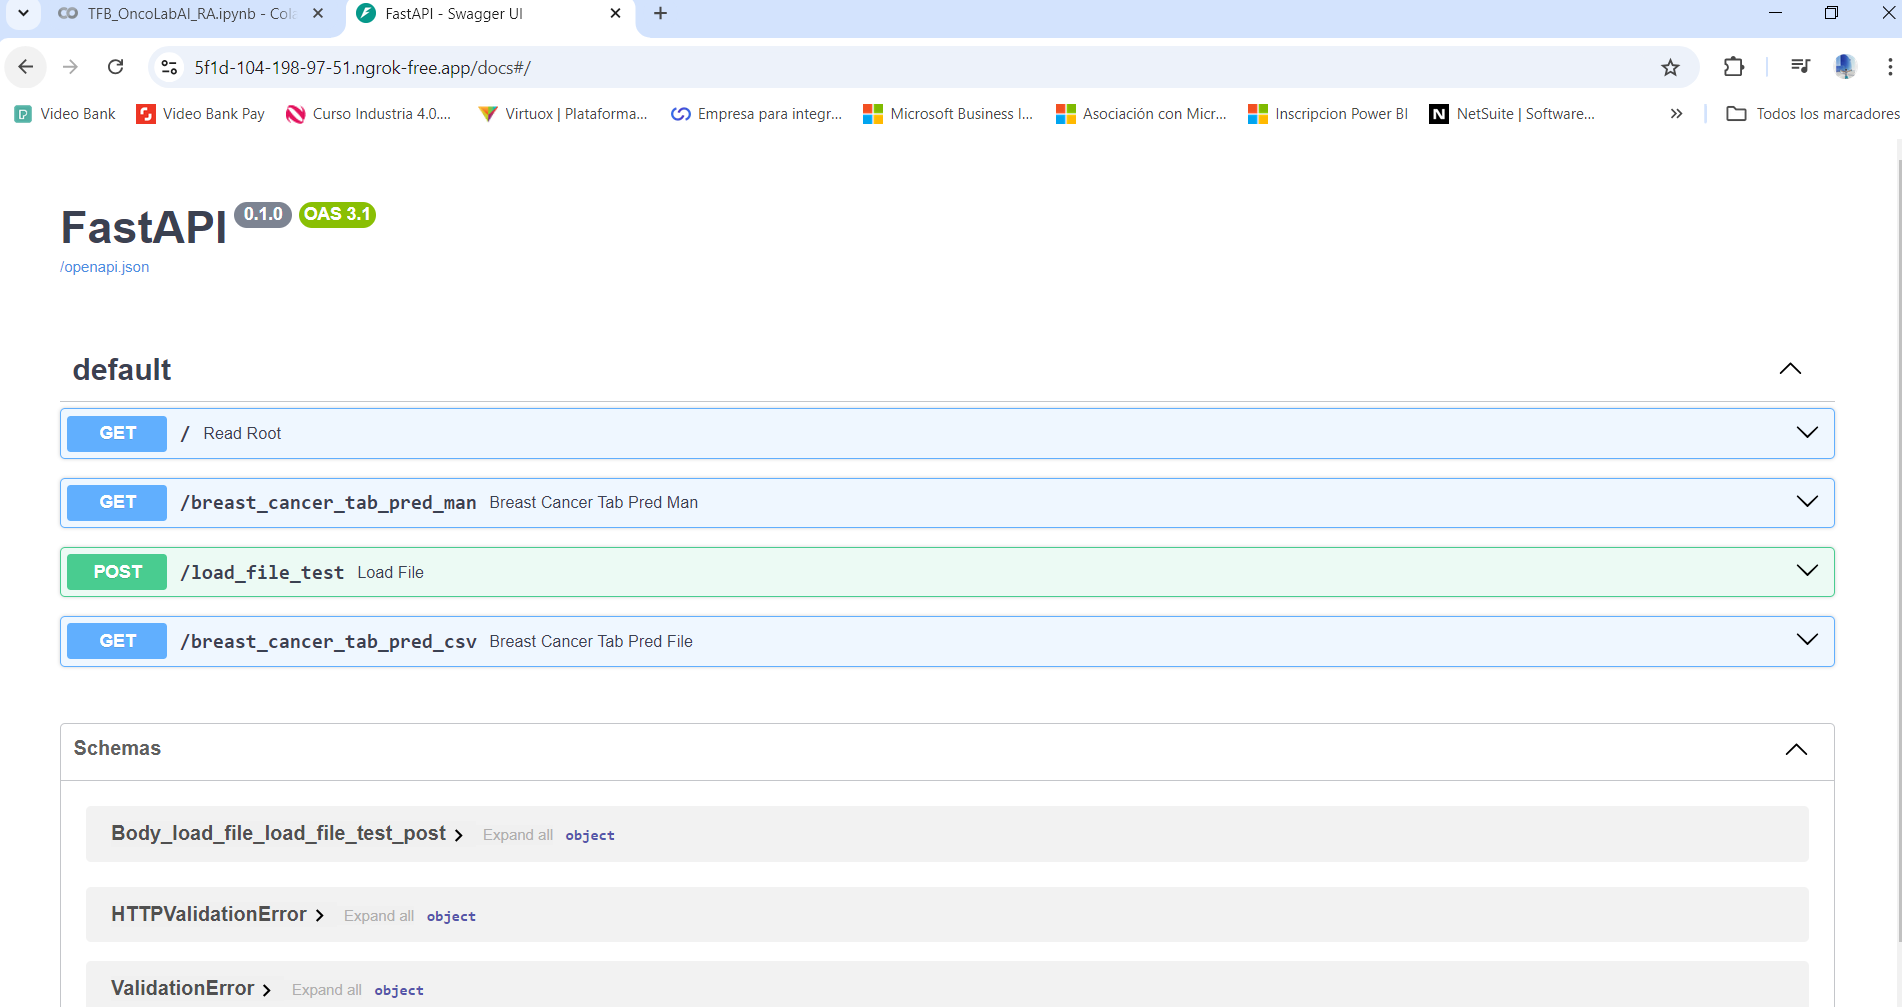 TFB_OncoLabAI_RA.ipynb - Cola
FastAPI - Swagger UI
5f1d-104-198-97-51.ngrok-free.app/docs#/
Video Bank
Video Bank Pay
Curso Industria 4.0....
Virtuox | Plataforma...
Empresa para integr...
Microsoft Business I...
Asociación con Micr...
Inscripcion Power BI
N
NetSuite | Software...
Todos los marcadores
FastAPI 0.1.0 OAS 3.1
/openapi.json
default
GET / Read Root
GET /breast_cancer_tab_pred_man Breast Cancer Tab Pred Man
POST /load_file_test Load File
GET /breast_cancer_tab_pred_csv Breast Cancer Tab Pred File
Schemas
Body_load_file_load_file_test_post Expand all object
HTTPValidationError Expand all object
ValidationError Expand all object